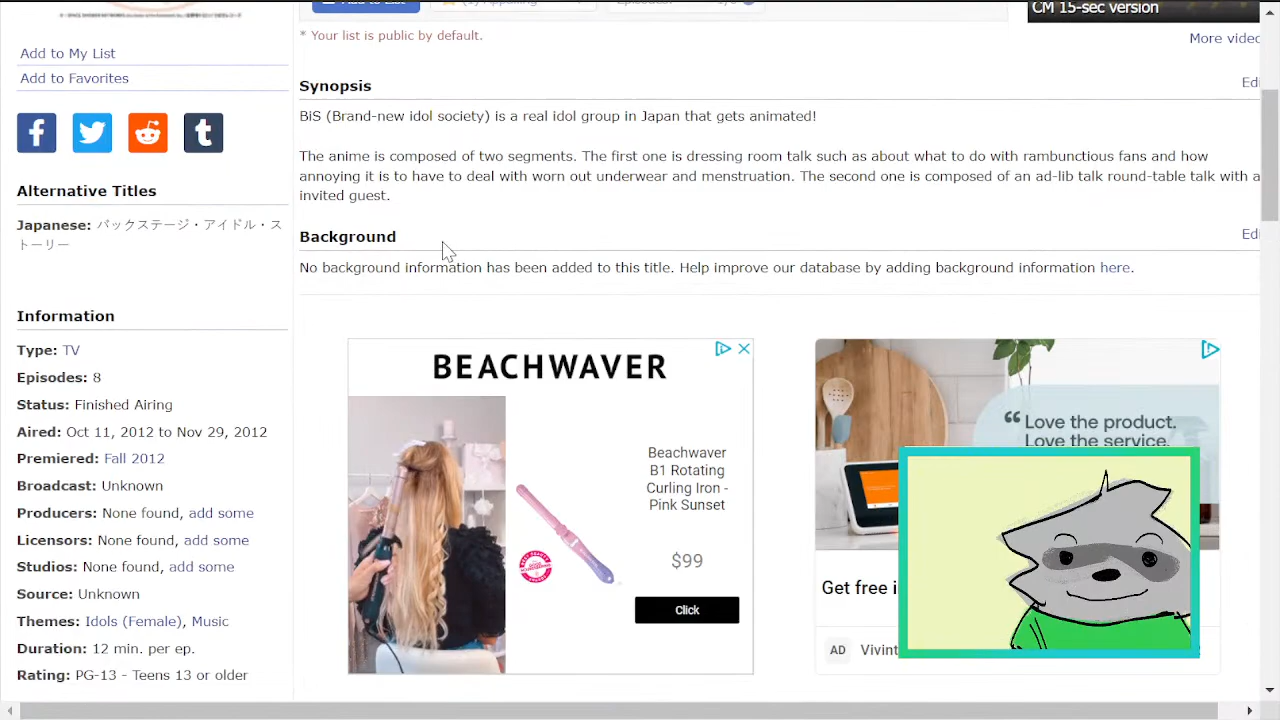 CM 15-sec version
* Your list is public by default.
More video
Add to My List
Add to Favorites
Synopsis
Edi
BiS (Brand-new idol society) is a real idol group in Japan that gets animated!
The anime is composed of two segments. The first one is dressing room talk such as about what to do with rambunctious fans and how
annoying it is to have to deal with worn out underwear and menstruation. The second one is composed of an ad-lib talk round-table talk with a
invited guest.
Alternative Titles
Japanese: バックステージ・アイドル・ス
トーリー
Background
Edi
No background information has been added to this title. Help improve our database by adding background information here.
Information
Type: TV
Episodes: 8
Status: Finished Airing
Aired: Oct 11, 2012 to Nov 29, 2012
Premiered: Fall 2012
Broadcast: Unknown
Producers: None found, add some
Licensors: No common found, add some
Studios: None found, add some
Source: Unknown
Themes: Idols (Female), Music
Duration: 12 min. per ep.
Rating: PG-13 - Teens 13 or older
BEACHWAVER
Beachwaver
B1 Rotating
Curling Iron -
Pink Sunset
$99
Click
“ Love the product.
Love the service.
Get free i
AD Vivint